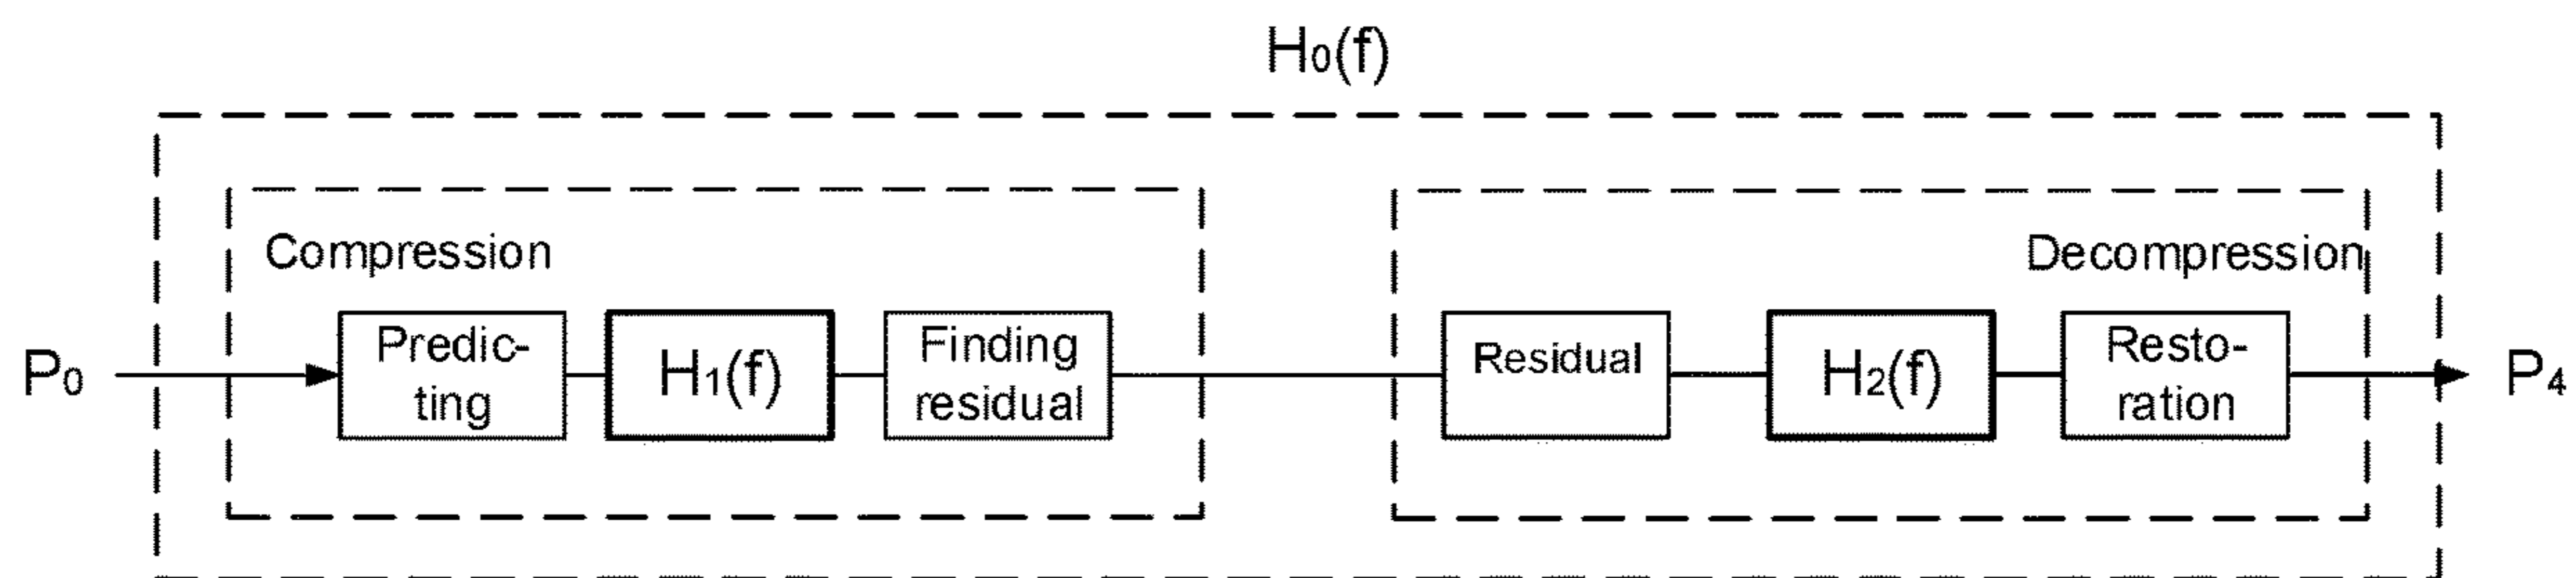 H₀(f)
Compression
Decompression
P₀
Predic-
ting
H₁(f)
Finding
residual
Residual
H₂(f)
Resto-
ration
P₄